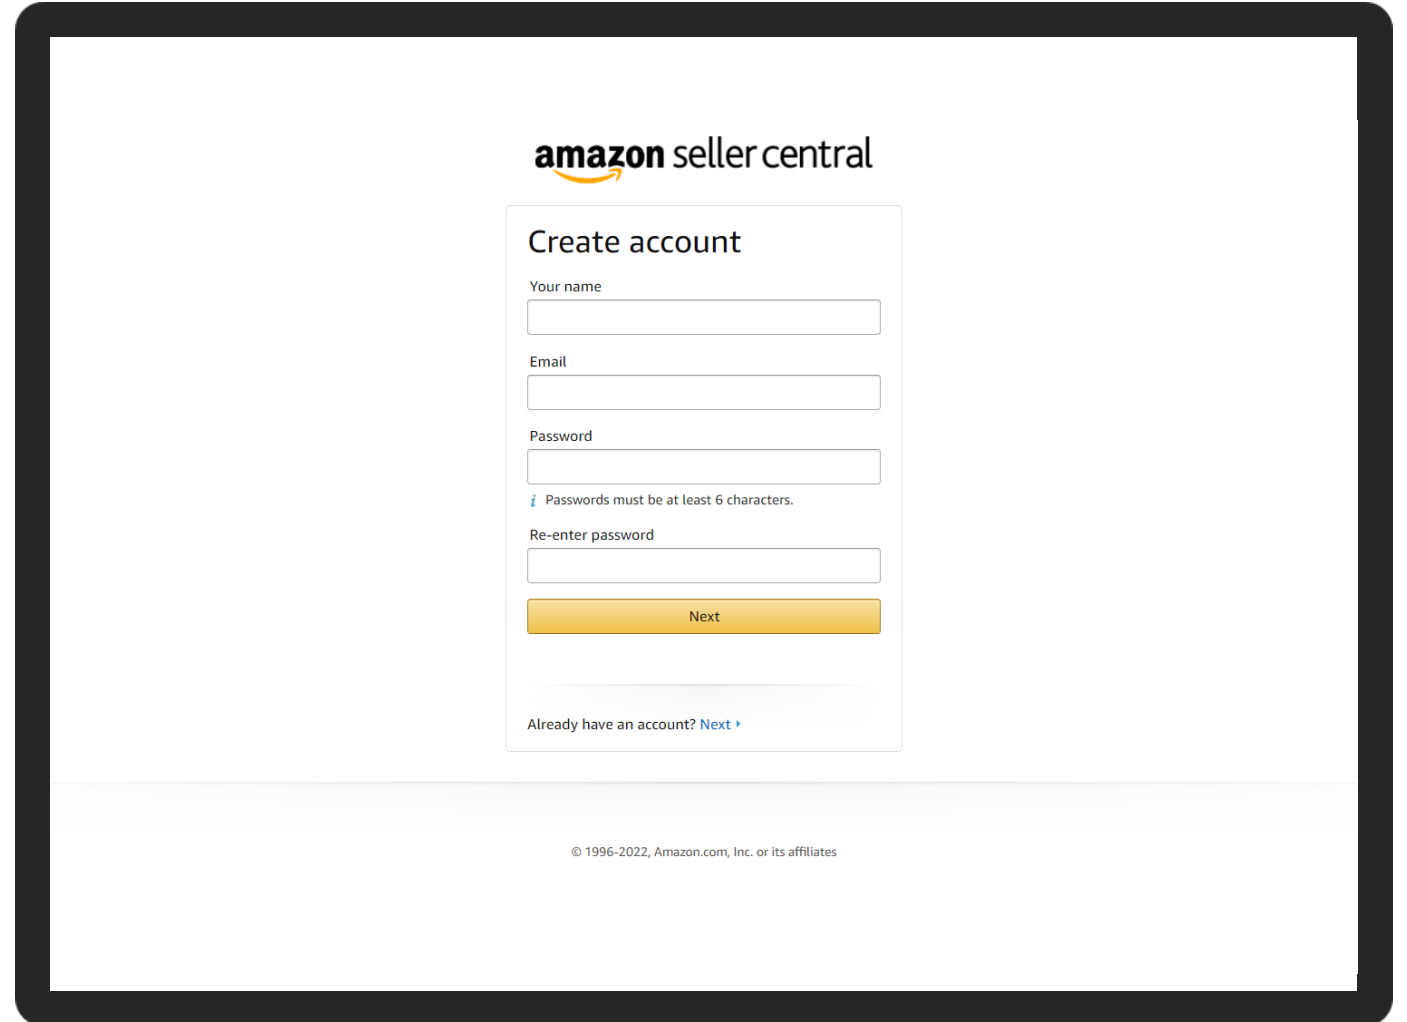 amazon seller central
Create account
Your name
Email
Password
i Passwords must be at least 6 characters.
Re-enter password
Next
Already have an account? Next
© 1996-2022, Amazon.com, Inc. or its affiliates